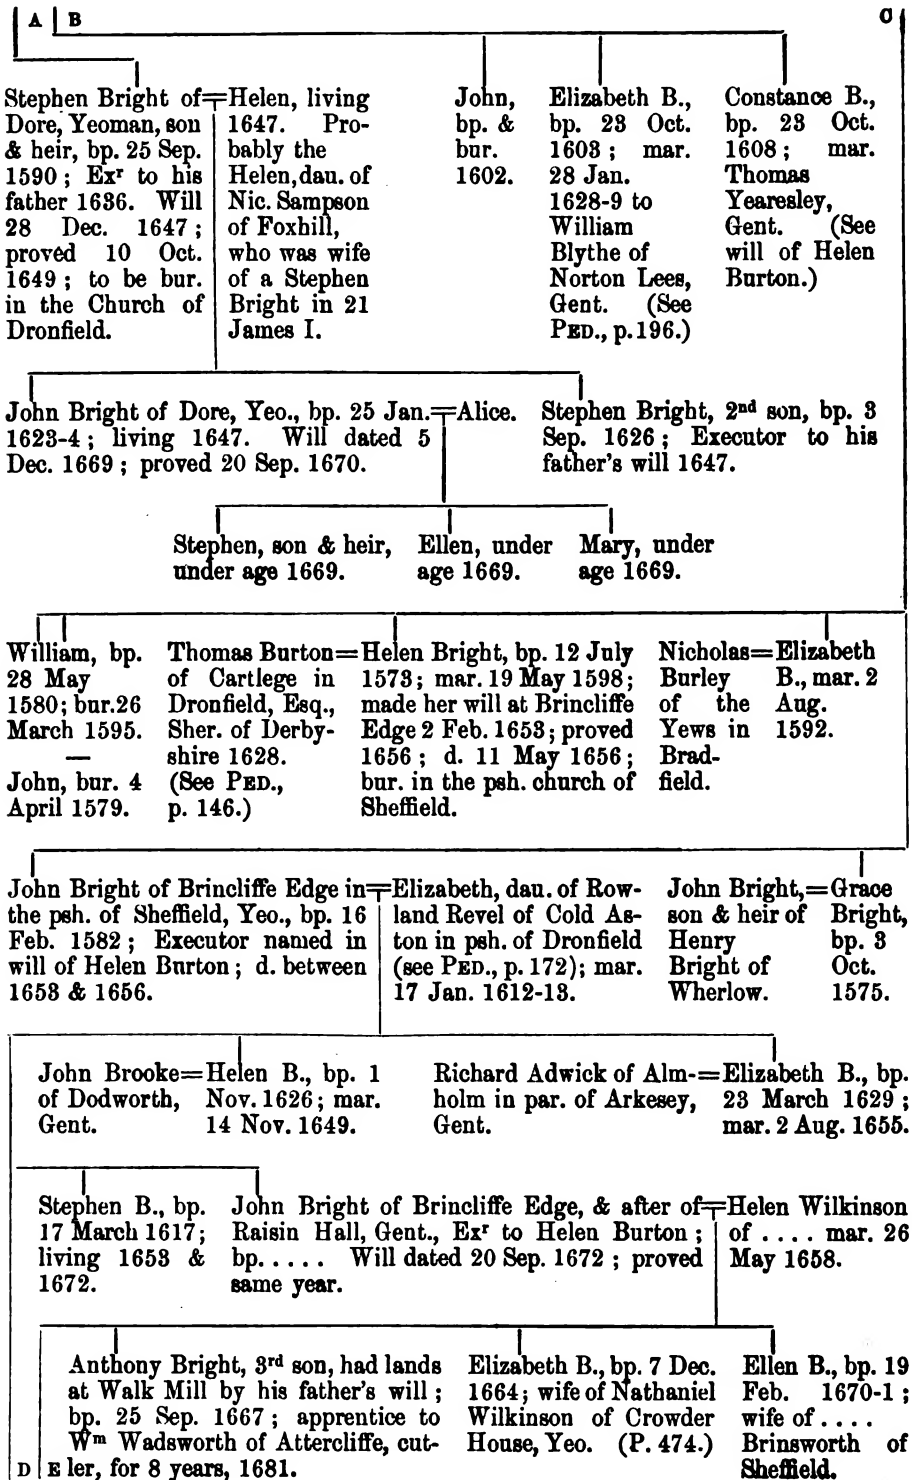 A B C
Stephen Bright of
Dore, Yeoman, son
& heir, bp. 25 Sep.
1590 ; Exr to his
father 1636. Will
28 Dec. 1647 ;
proved 10 Oct.
1649 ; to be bur.
in the Church of
Dronfield.
Helen, living
1647. Pro-
bably the
Helen, dau. of
Nic. Sampson
of Foxhill,
who was wife
of a Stephen
Bright in 21
James I.
John,
bp. &
bur.
1602.
Elizabeth B.,
bp. 23 Oct.
1603 ; mar.
28 Jan.
1628-9 to
William
Blythe of
Norton Lees,
Gent. (See
PED., p. 196.)
Constance B.,
bp. 23 Oct.
1608 ; mar.
Thomas
Yearesley,
Gent. (See
will of Helen
Burton.)
John Bright of Dore, Yeo., bp. 25 Jan.
1623-4 ; living 1647. Will dated 5
Dec. 1669 ; proved 20 Sep. 1670.
=Alice.
Stephen Bright, 2nd son, bp. 3
Sep. 1626 ; Executor to his
father's will 1647.
Stephen, son & heir,
under age 1669.
Ellen, under
age 1669.
Mary, under
age 1669.
William, bp.
28 May
1580; bur. 26
March 1595.
—
John, bur. 4
April 1579.
Thomas Burton=
of Cartlege in
Dronfield, Esq.,
Sher. of Derby-
shire 1628.
(See PED.,
p. 146.)
Helen Bright, bp. 12 July
1573; mar. 19 May 1598;
made her will at Brincliffe
Edge 2 Feb. 1653; proved
1656 ; d. 11 May 1656 ;
bur. in the psh. church of
Sheffield.
Nicholas=
Burley
of the
Yews in
Brad-
field.
Elizabeth
B., mar. 2
Aug.
1592.
John Bright of Brincliffe Edge in
the psh. of Sheffield, Yeo., bp. 16
Feb. 1582 ; Executor named in
will of Helen Burton ; d. between
1653 & 1656.
Elizabeth, dau. of Row-
land Revel of Cold As-
ton in psh. of Dronfield
(see PED., p. 172); mar.
17 Jan. 1612-13.
John Bright,=
son & heir of
Henry
Bright of
Wherlow.
Grace
Bright,
bp. 3
Oct.
1575.
John Brooke=
of Dodworth,
Gent.
Helen B., bp. 1
Nov. 1626 ; mar.
14 Nov. 1649.
Richard Adwick of Alm-=
holm in par. of Arkesey,
Gent.
Elizabeth B., bp.
23 March 1629 ;
mar. 2 Aug. 1655.
Stephen B., bp.
17 March 1617;
living 1653 &
1672.
John Bright of Brincliffe Edge, & after of
Raisin Hall, Gent., Exr to Helen Burton ;
bp. . . . . Will dated 20 Sep. 1672 ; proved
same year.
Helen Wilkinson
of . . . . mar. 26
May 1658.
Anthony Bright, 3rd son, had lands
at Walk Mill by his father's will ;
bp. 25 Sep. 1667 ; apprentice to
Wm Wadsworth of Attercliffe, cut-
D E ler, for 8 years, 1681.
Elizabeth B., bp. 7 Dec.
1664; wife of Nathaniel
Wilkinson of Crowder
House, Yeo. (P. 474.)
Ellen B., bp. 19
Feb. 1670-1 ;
wife of . . . .
Brinsworth of
Sheffield.